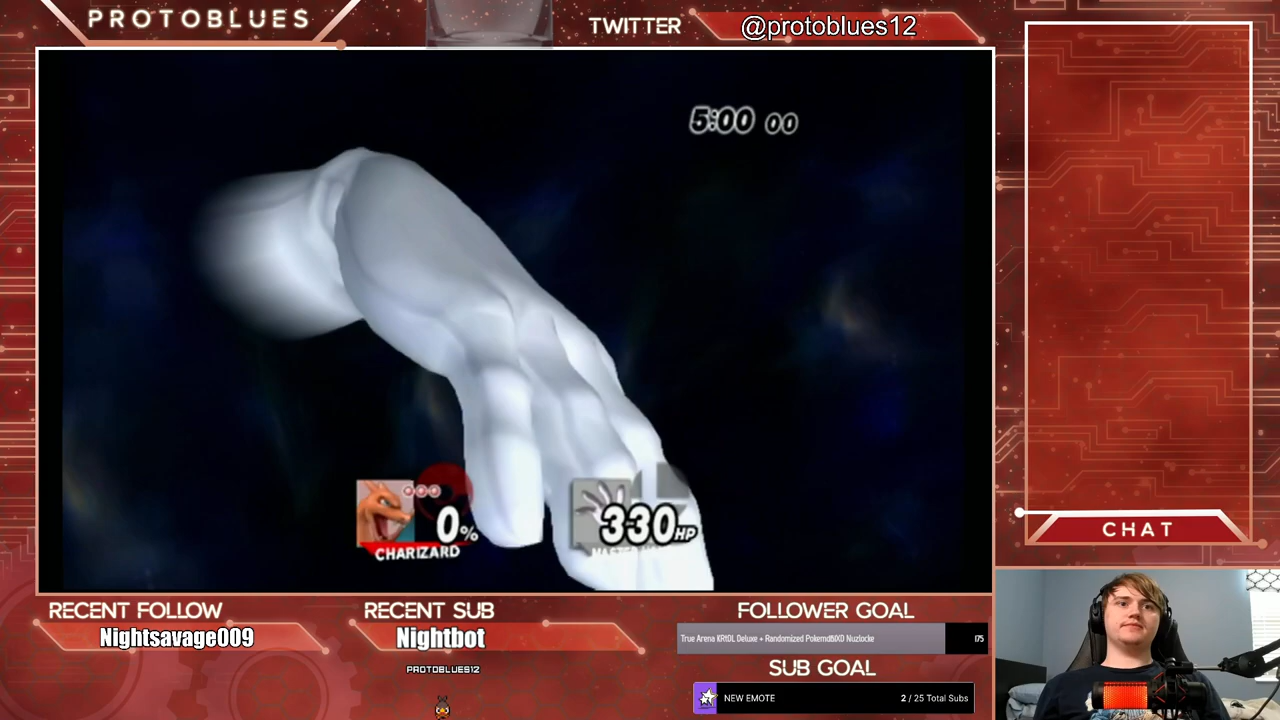 PROTOBLUES
TWITTER
@protoblues12
5:00 00
0%
CHARIZARD
330HP
CHAT
RECENT FOLLOW
Nightsavage009
RECENT SUB
Nightbot
PROTOBLUES12
FOLLOWER GOAL
175
SUB GOAL
NEW EMOTE
2 / 25 Total Subs